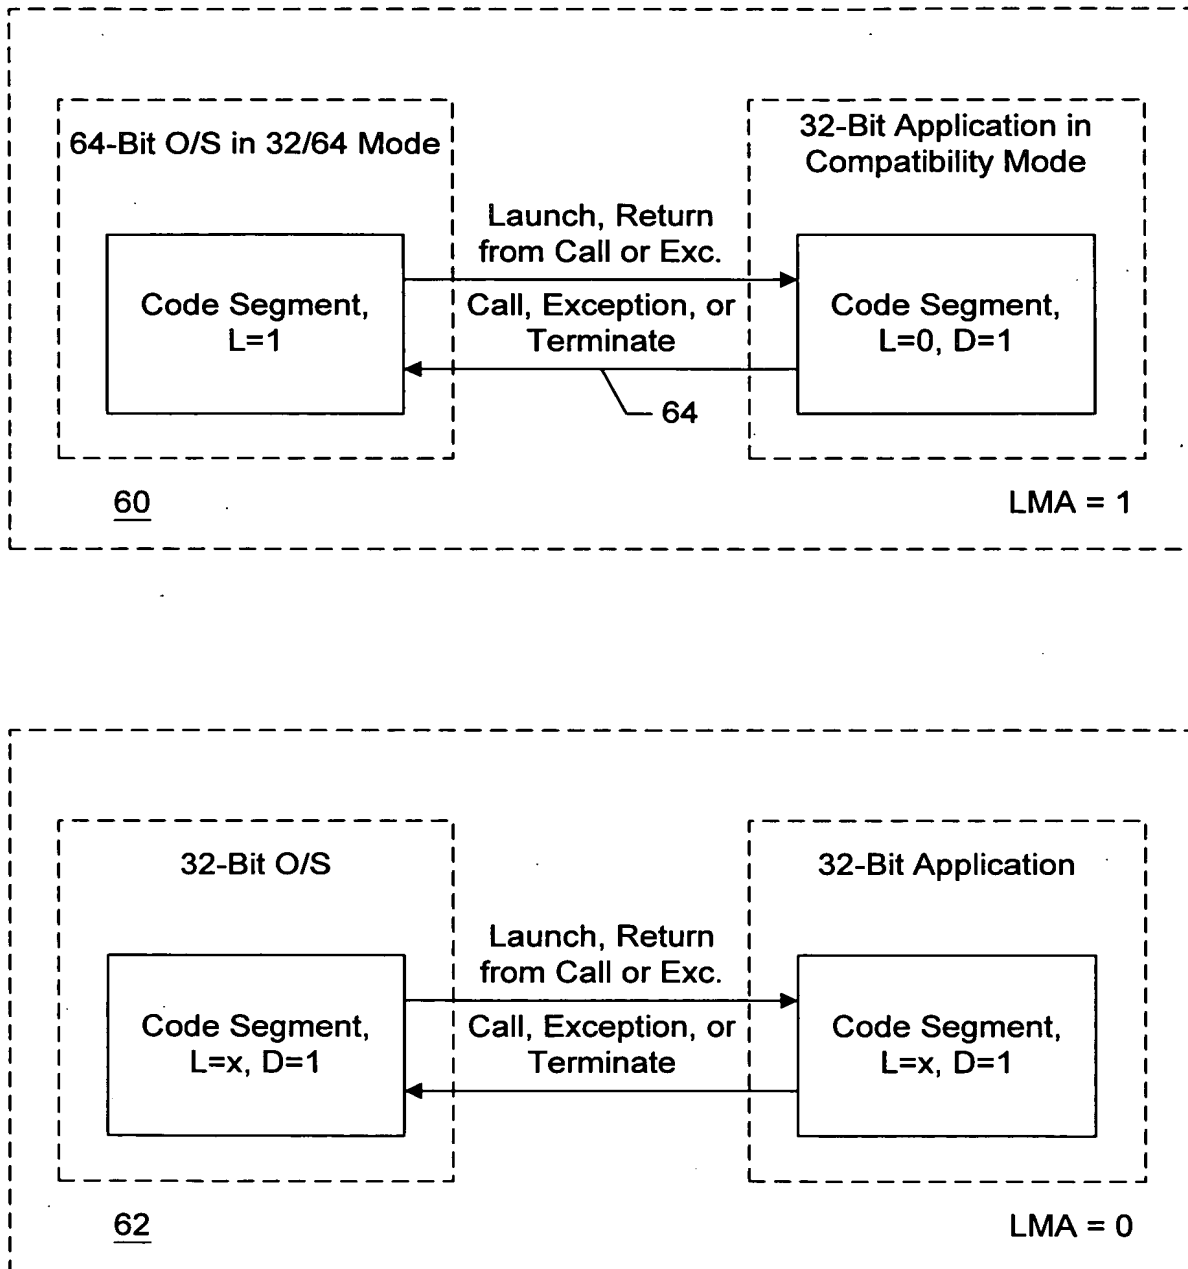 64-Bit O/S in 32/64 Mode
32-Bit Application in
Compatibility Mode
Launch, Return
from Call or Exc.
Code Segment,
L=1
Call, Exception, or
Terminate
Code Segment,
L=0, D=1
64
60
LMA = 1
32-Bit O/S
32-Bit Application
Launch, Return
from Call or Exc.
Code Segment,
L=x, D=1
Call, Exception, or
Terminate
Code Segment,
L=x, D=1
62
LMA = 0